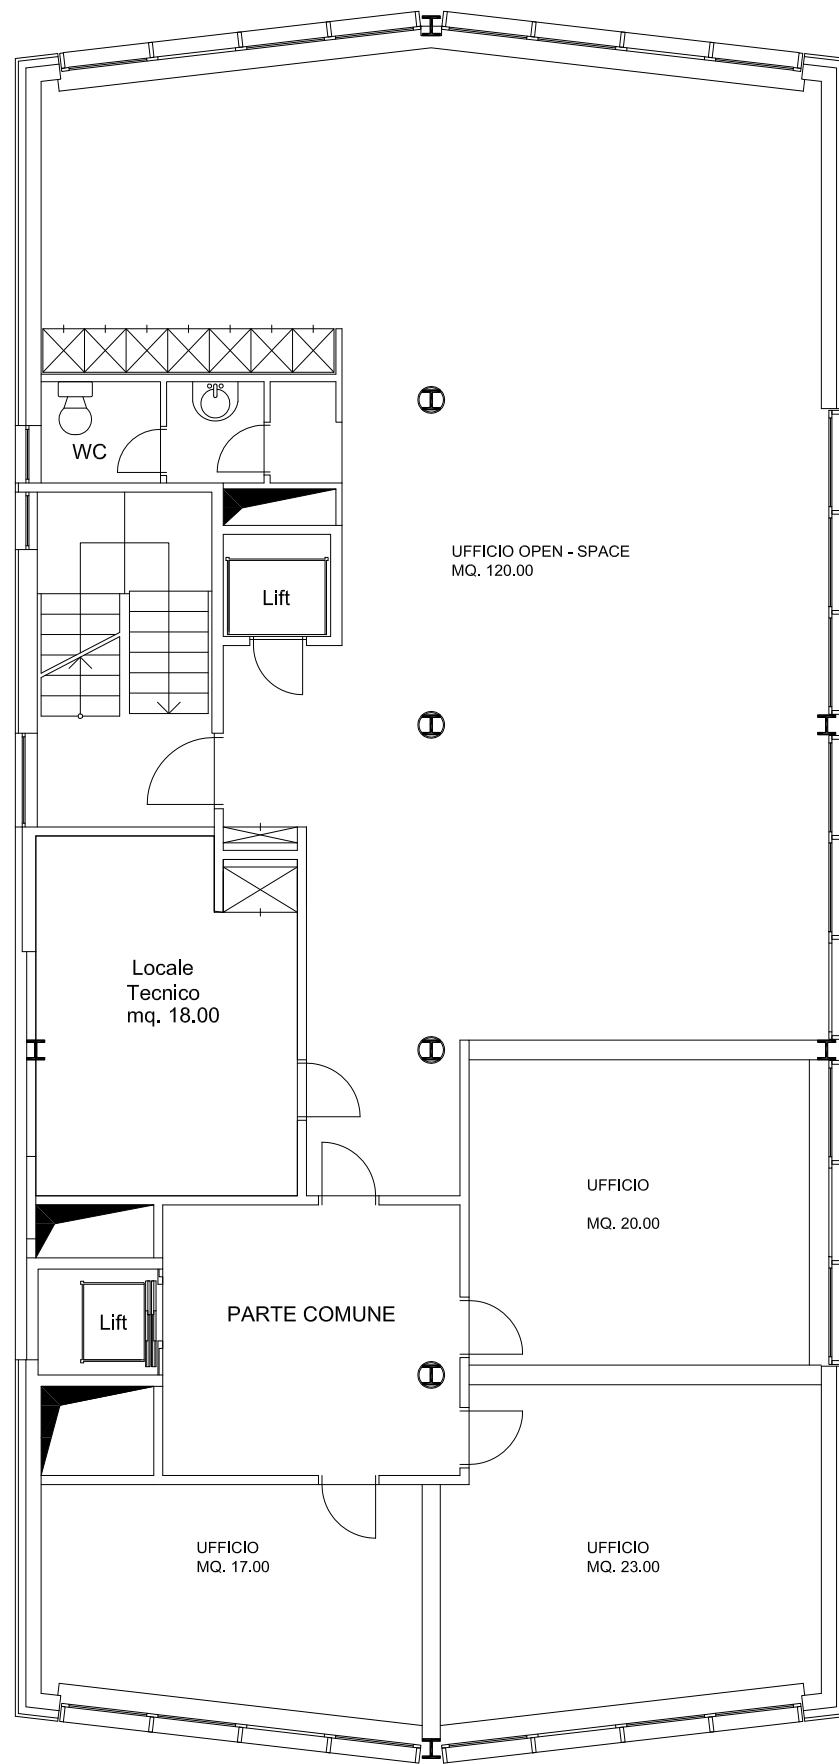 WC
UFFICIO OPEN - SPACE
MQ. 120.00
Lift
Locale
Tecnico
mq. 18.00
UFFICIO
MQ. 20.00
PARTE COMUNE
Lift
UFFICIO
MQ. 17.00
UFFICIO
MQ. 23.00